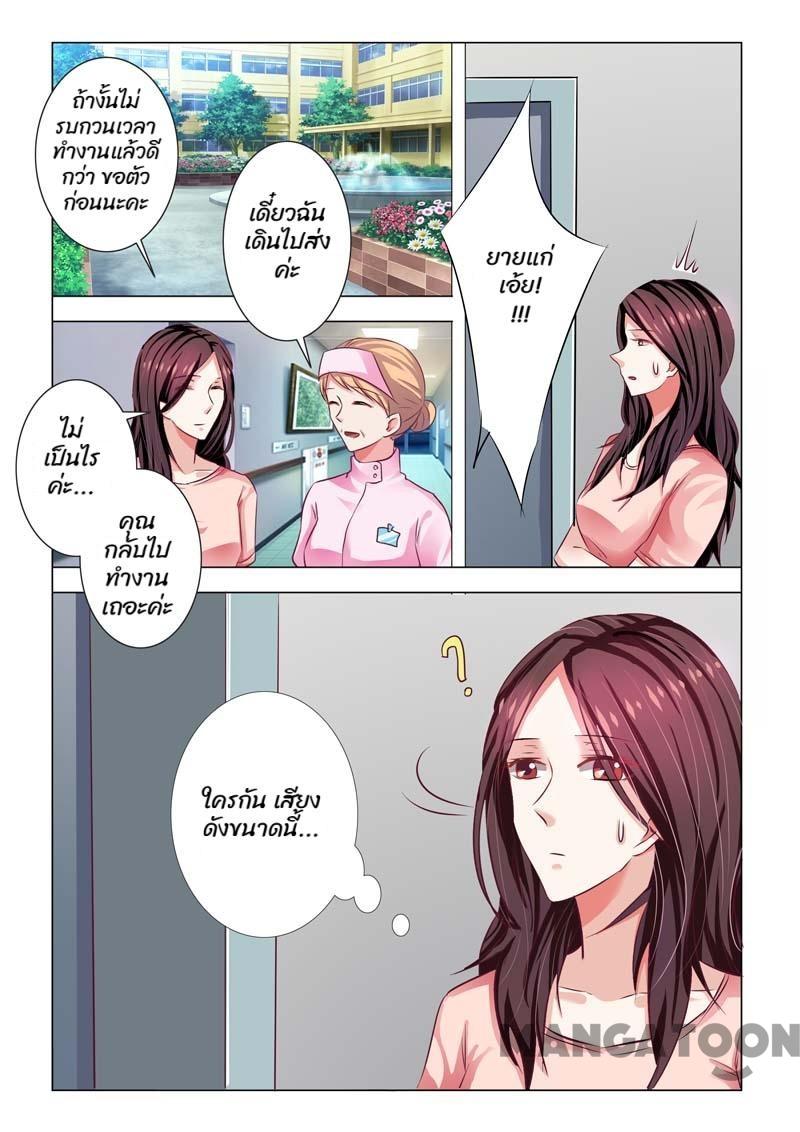 ถ้างั้นไม่
รบกวนเวลา
ทำงานแล้วดี
กว่า ขอตัว
ก่อนนะคะ
เดี๋ยวฉัน
เดินไปส่ง
ค่ะ
ไม่
เป็นไร
ค่ะ...
คุณ
กลับไป
ทำงาน
เถอะค่ะ
ยายแก่
เอ้ย!
!!!
?
ใครกัน เสียง
ดังขนาดนี้...
MANGATOON